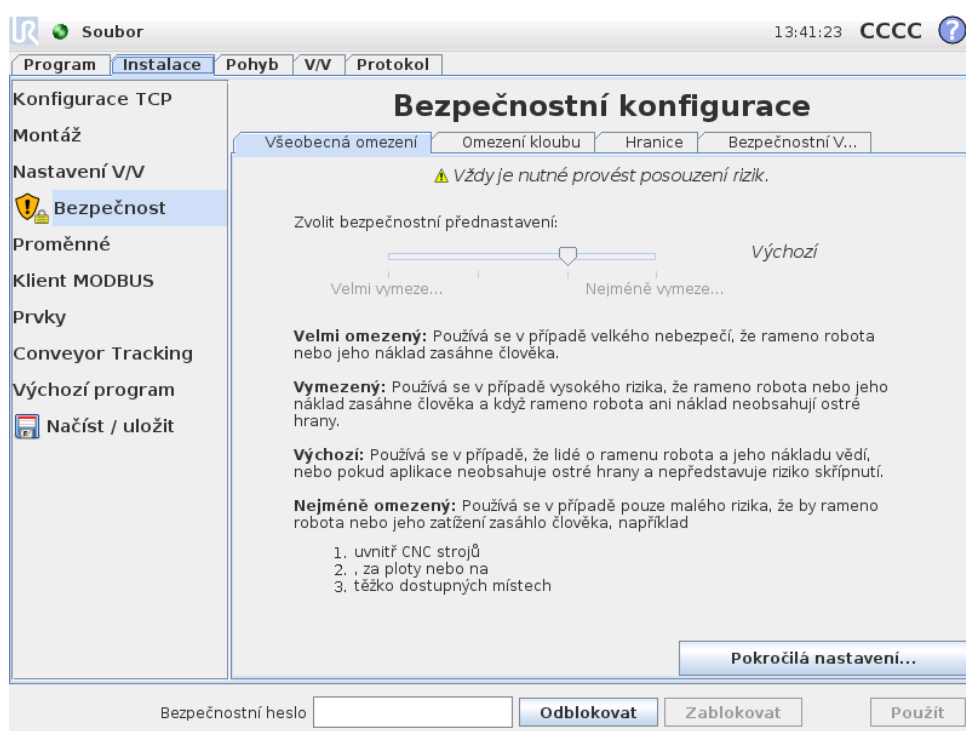 UR Soubor 13:41:23 CCCC ?
Program Instalace Pohyb V/V Protokol
Konfigurace TCP
Montáž
Nastavení V/V
Bezpečnost
Proměnné
Klient MODBUS
Prvky
Conveyor Tracking
Výchozí program
Načíst / uložit
Bezpečnostní konfigurace
Všeobecná omezení Omezení kloubu Hranice Bezpečnostní V...
Vždy je nutné provést posouzení rizik.
Zvolit bezpečnostní přednastavení:
Výchozí
Velmi vymeze... Nejméně vymeze...
Velmi omezený: Používá se v případě velkého nebezpečí, že rameno robota
nebo jeho náklad zasáhne člověka.
Vymezený: Používá se v případě vysokého rizika, že rameno robota nebo jeho
náklad zasáhne člověka a když rameno robota ani náklad neobsahují ostré
hrany.
Výchozí: Používá se v případě, že lidé o ramenu robota a jeho nákladu vědí,
nebo pokud aplikace neobsahuje ostré hrany a nepředstavuje riziko skřípnutí.
Nejméně omezený: Používá se v případě pouze malého rizika, že by rameno
robota nebo jeho zatížení zasáhlo člověka, například
1. uvnitř CNC strojů
2. , za ploty nebo na
3. těžko dostupných místech
Pokročilá nastavení...
Bezpečnostní heslo Odblokovat Zablokovat Použít